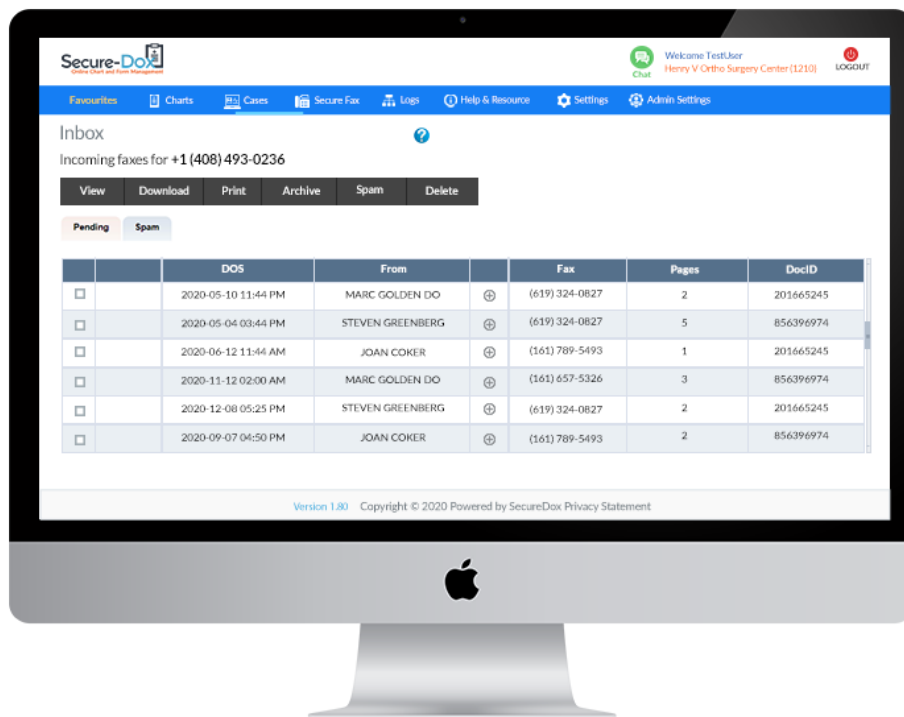 Secure-Dox
Online Chart and Form Management
Chat
Welcome TestUser
Henry V Ortho Surgery Center (1210)
LOGOUT
Favourites Charts Cases Secure Fax Logs Help & Resource Settings Admin Settings
Inbox
?
Incoming faxes for +1 (408) 493-0236
View Download Print Archive Spam Delete
Pending Spam
DOS From Fax Pages DocID
2020-05-10 11:44 PM MARC GOLDEN DO (619) 324-0827 2 201665245
2020-05-04 03:44 PM STEVEN GREENBERG (619) 324-0827 5 856396974
2020-06-12 11:44 AM JOAN COKER (161) 789-5493 1 201665245
2020-11-12 02:00 AM MARC GOLDEN DO (161) 657-5326 3 856396974
2020-12-08 05:25 PM STEVEN GREENBERG (619) 324-0827 2 201665245
2020-09-07 04:50 PM JOAN COKER (161) 789-5493 2 856396974
Version 1.80 Copyright © 2020 Powered by SecureDox Privacy Statement